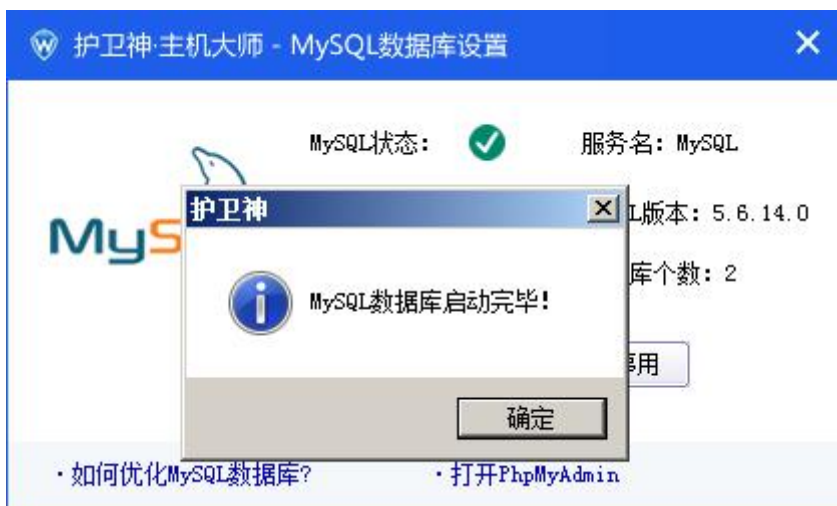 护卫神·主机大师 - MySQL数据库设置
MySQL状态: 服务名: MySQL
MyS
L版本: 5.6.14.0
库个数: 2
用
护卫神
MySQL数据库启动完毕!
确定
·如何优化MySQL数据库? ·打开PhpMyAdmin